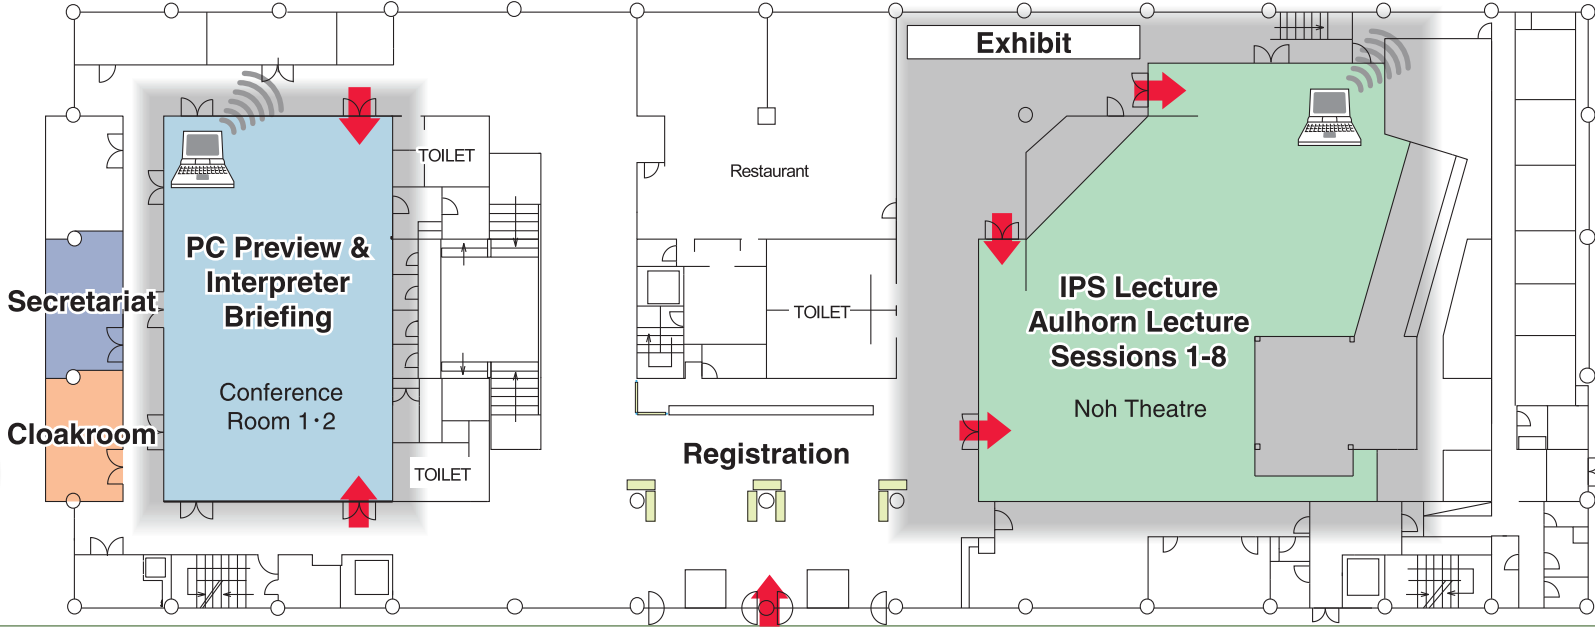 Exhibit
TOILET
Restaurant
PC Preview &
Interpreter
Briefing
Secretariat
TOILET
IPS Lecture
Aulhorn Lecture
Sessions 1-8
Conference
Room 1・2
Noh Theatre
Cloakroom
Registration
TOILET